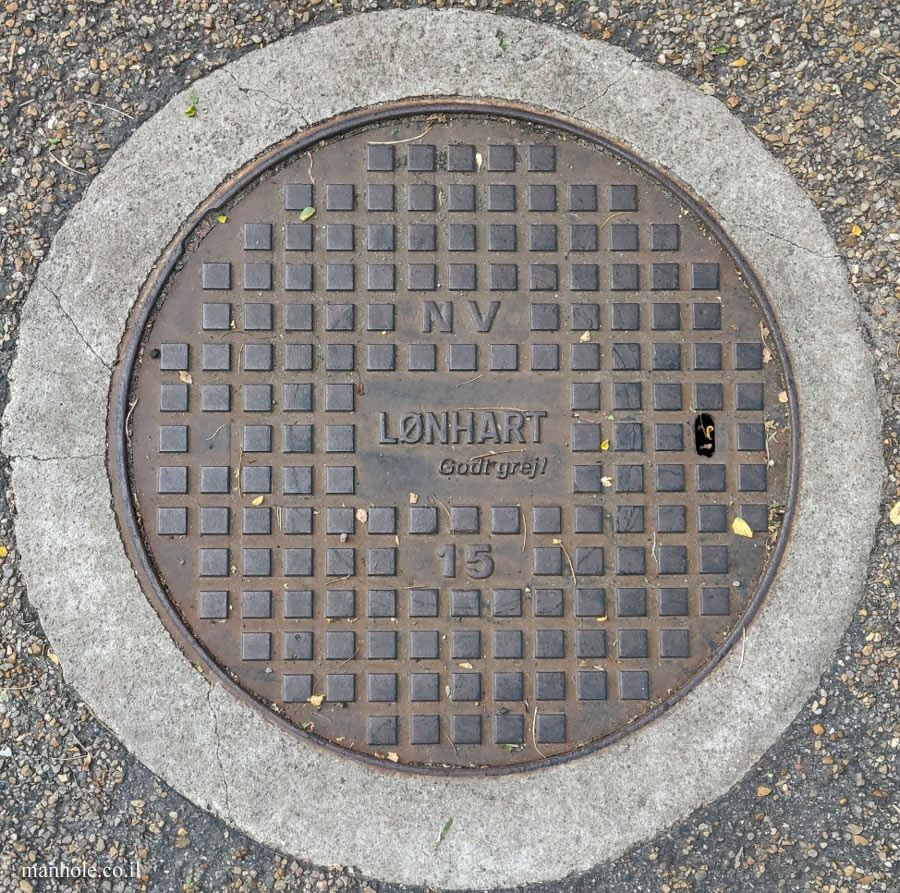 NV
LØNHART
Godt grej!
15
manhole.co.il